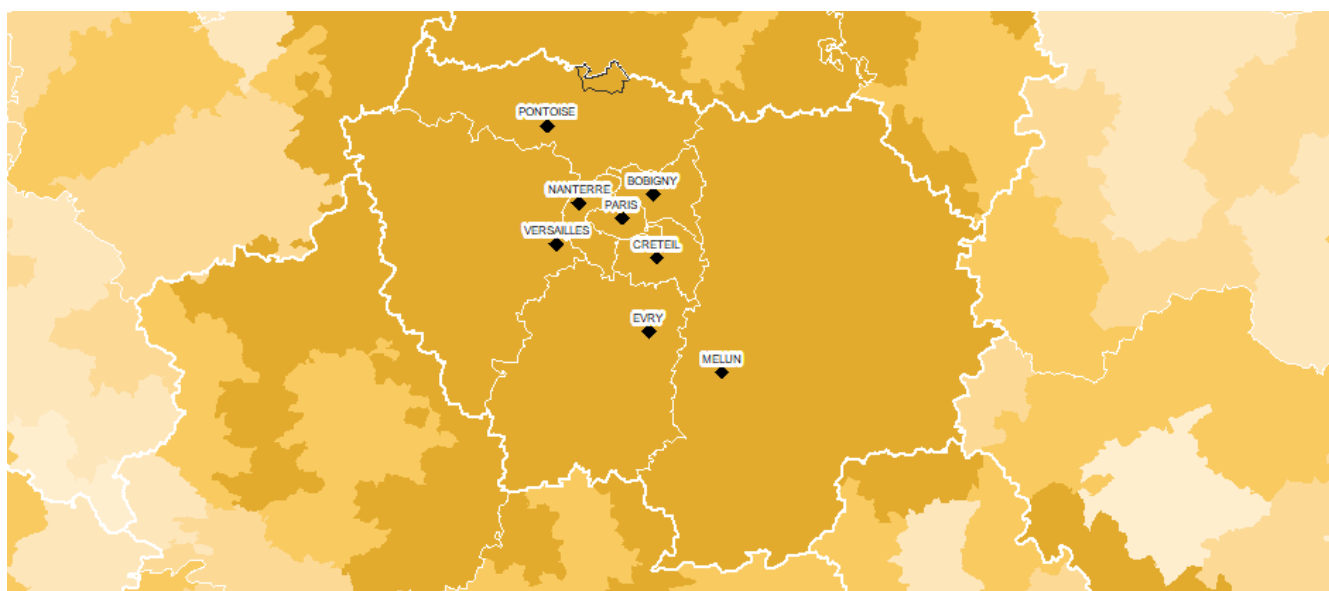 PONTOISE
BOBIGNY
NANTERRE
PARIS
VERSAILLES
CRETEIL
EVRY
MELUN